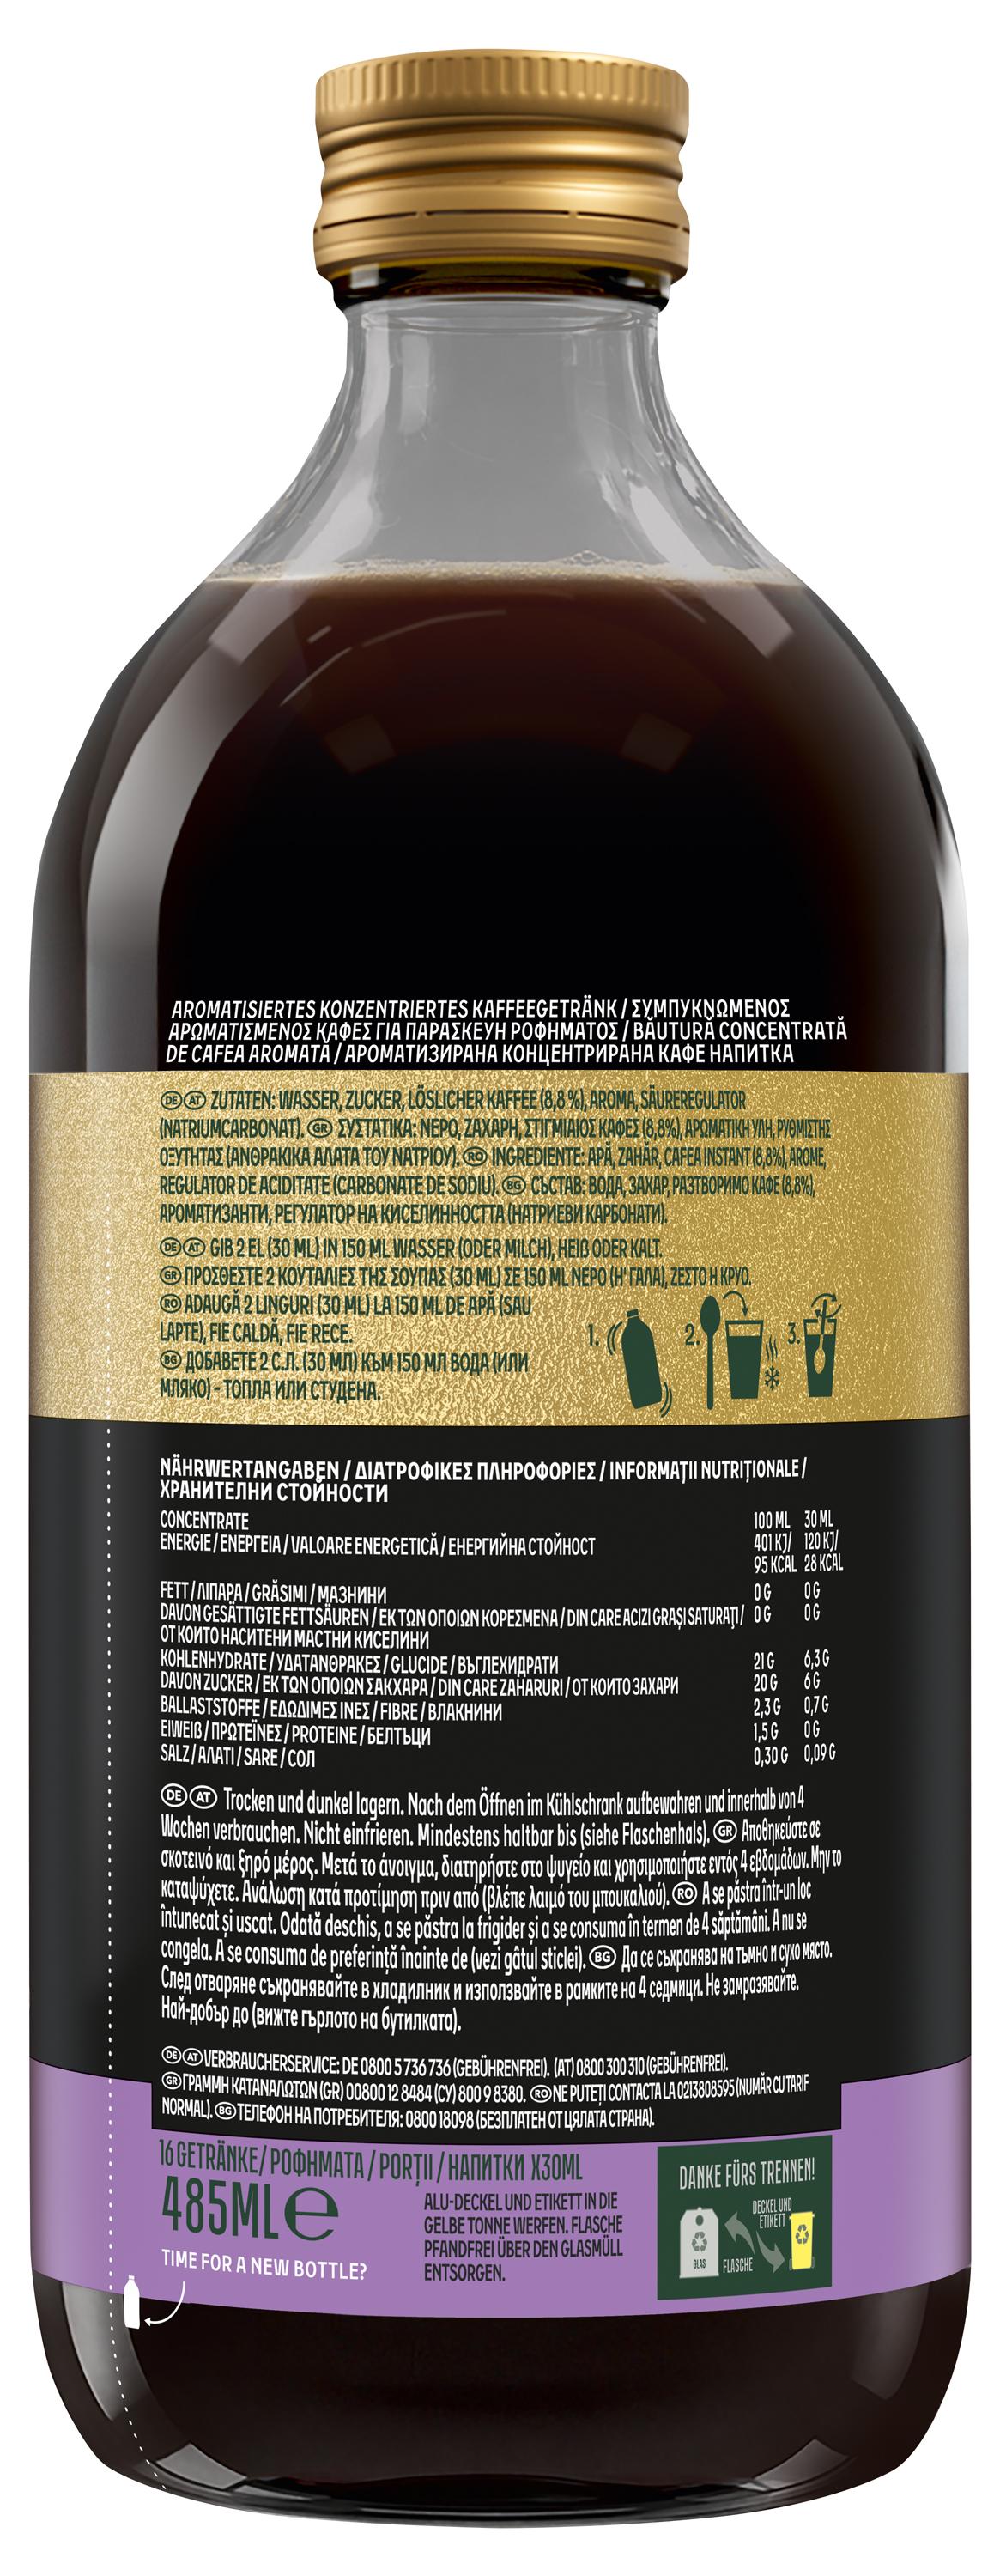 AROMATISIERTES KONZENTRIERTES KAFFEEGETRÄNK / ΣΥΜΠΥΚΝΩΜΕΝΟΣ
ΑΡΩΜΑΤΙΣΜΕΝΟΣ ΚΑΦΕΣ ΓΙΑ ΠΑΡΑΣΚΕΥΗ ΡΟΦΗΜΑΤΟΣ / BĂUTURĂ CONCENTRATĂ
DE CAFEA AROMATĂ / АРОМАТИЗИРАНА КОНЦЕНТРИРАНА КАФЕ НАПИТКА
DE AT ZUTATEN: WASSER, ZUCKER, LÖSLICHER KAFFEE (8,8 %), AROMA, SÄUREREGULATOR
(NATRIUMCARBONAT). GR ΣΥΣΤΑΤΙΚΑ: ΝΕΡΟ, ΖΑΧΑΡΗ, ΣΤΙΓΜΙΑΙΟΣ ΚΑΦΕΣ (8,8%), ΑΡΩΜΑΤΙΚΗ ΥΛΗ, ΡΥΘΜΙΣΤΗΣ
ΟΞΥΤΗΤΑΣ (ΑΝΘΡΑΚΙΚΑ ΑΛΑΤΑ ΤΟΥ ΝΑΤΡΙΟΥ). RO INGREDIENTE: APĂ, ZAHĂR, CAFEA INSTANT (8,8%), AROME,
REGULATOR DE ACIDITATE (CARBONATE DE SODIU). BG СЪСТАВ: ВОДА, ЗАХАР, РАЗТВОРИМО КАФЕ (8,8%),
АРОМАТИЗАНТИ, РЕГУЛАТОР НА КИСЕЛИННОСТТА (НАТРИЕВИ КАРБОНАТИ).
DE AT GIB 2 EL (30 ML) IN 150 ML WASSER (ODER MILCH), HEIß ODER KALT.
GR ΠΡΟΣΘΕΣΤΕ 2 ΚΟΥΤΑΛΙΕΣ ΤΗΣ ΣΟΥΠΑΣ (30 ML) ΣΕ 150 ML ΝΕΡΟ (Η' ΓΑΛΑ), ΖΕΣΤΟ Η ΚΡΥΟ.
RO ADAUGĂ 2 LINGURI (30 ML) LA 150 ML DE APĂ (SAU
LAPTE), FIE CALDĂ, FIE RECE.
BG ДОБАВЕТЕ 2 С.Л. (30 МЛ) КЪМ 150 МЛ ВОДА (ИЛИ
МЛЯКО) - ТОПЛА ИЛИ СТУДЕНА.
1. 2. 3.
NÄHRWERTANGABEN / ΔΙΑΤΡΟΦΙΚΕΣ ΠΛΗΡΟΦΟΡΙΕΣ / INFORMAȚII NUTRIȚIONALE /
ХРАНИТЕЛНИ СТОЙНОСТИ
CONCENTRATE 100 ML 30 ML
ENERGIE / ΕΝΕΡΓΕΙΑ / VALOARE ENERGETICĂ / ЕНЕРГИЙНА СТОЙНОСТ 401 KJ/ 120 KJ/
95 KCAL 28 KCAL
FETT / ΛΙΠΑΡΑ / GRĂSIMI / МАЗНИНИ 0 G 0 G
DAVON GESÄTTIGTE FETTSÄUREN / ΕΚ ΤΩΝ ΟΠΟΙΩΝ ΚΟΡΕΣΜΕΝΑ / DIN CARE ACIZI GRAȘI SATURAȚI / 0 G 0 G
ОТ КОИТО НАСИТЕНИ МАСТНИ КИСЕЛИНИ
KOHLENHYDRATE / ΥΔΑΤΑΝΘΡΑΚΕΣ / GLUCIDE / ВЪГЛЕХИДРАТИ 21 G 6,3 G
DAVON ZUCKER / ΕΚ ΤΩΝ ΟΠΟΙΩΝ ΣΑΚΧΑΡΑ / DIN CARE ZAHARURI / ОТ КОИТО ЗАХАРИ 20 G 6 G
BALLASTSTOFFE / ΕΔΩΔΙΜΕΣ ΙΝΕΣ / FIBRE / ВЛАКНИНИ 2,3 G 0,7 G
EIWEIß / ΠΡΩΤΕΪΝΕΣ / PROTEINE / БЕЛТЪЦИ 1,5 G 0 G
SALZ / ΑΛΑΤΙ / SARE / СОЛ 0,30 G 0,09 G
DE AT Trocken und dunkel lagern. Nach dem Öffnen im Kühlschrank aufbewahren und innerhalb von 4
Wochen verbrauchen. Nicht einfrieren. Mindestens haltbar bis (siehe Flaschenhals). GR Αποθηκεύστε σε
σκοτεινό και ξηρό μέρος. Μετά το άνοιγμα, διατηρήστε στο ψυγείο και χρησιμοποιήστε εντός 4 εβδομάδων. Μην το
καταψύχετε. Ανάλωση κατά προτίμηση πριν από (βλέπε λαιμό του μπουκαλιού). RO A se păstra într-un loc
întunecat și uscat. Odată deschis, a se păstra la frigider și a se consuma în termen de 4 săptămâni. A nu se
congela. A se consuma de preferință înainte de (vezi gâtul sticlei). BG Да се съхранява на тъмно и сухо място.
След отваряне съхранявайте в хладилник и използвайте в рамките на 4 седмици. Не замразявайте.
Най-добър до (вижте гърлото на бутилката).
DE AT VERBRAUCHERSERVICE: DE 0800 5 736 736 (GEBÜHRENFREI). (AT) 0800 300 310 (GEBÜHRENFREI).
GR ΓΡΑΜΜΗ ΚΑΤΑΝΑΛΩΤΩΝ (GR) 00800 12 8484 (CY) 800 9 8380. RO NE PUTEȚI CONTACTA LA 0213808595 (NUMĂR CU TARIF
NORMAL). BG ТЕЛЕФОН НА ПОТРЕБИТЕЛЯ: 0800 18098 (БЕЗПЛАТЕН ОТ ЦЯЛАТА СТРАНА).
16 GETRÄNKE/ ΡΟΦΗΜΑΤΑ / PORȚII / НАПИТКИ X30ML
485ML e
TIME FOR A NEW BOTTLE?
ALU-DECKEL UND ETIKETT IN DIE
GELBE TONNE WERFEN. FLASCHE
PFANDFREI ÜBER DEN GLASMÜLL
ENTSORGEN.
DANKE FÜRS TRENNEN!
DECKEL UND
ETIKETT
GLAS
FLASCHE